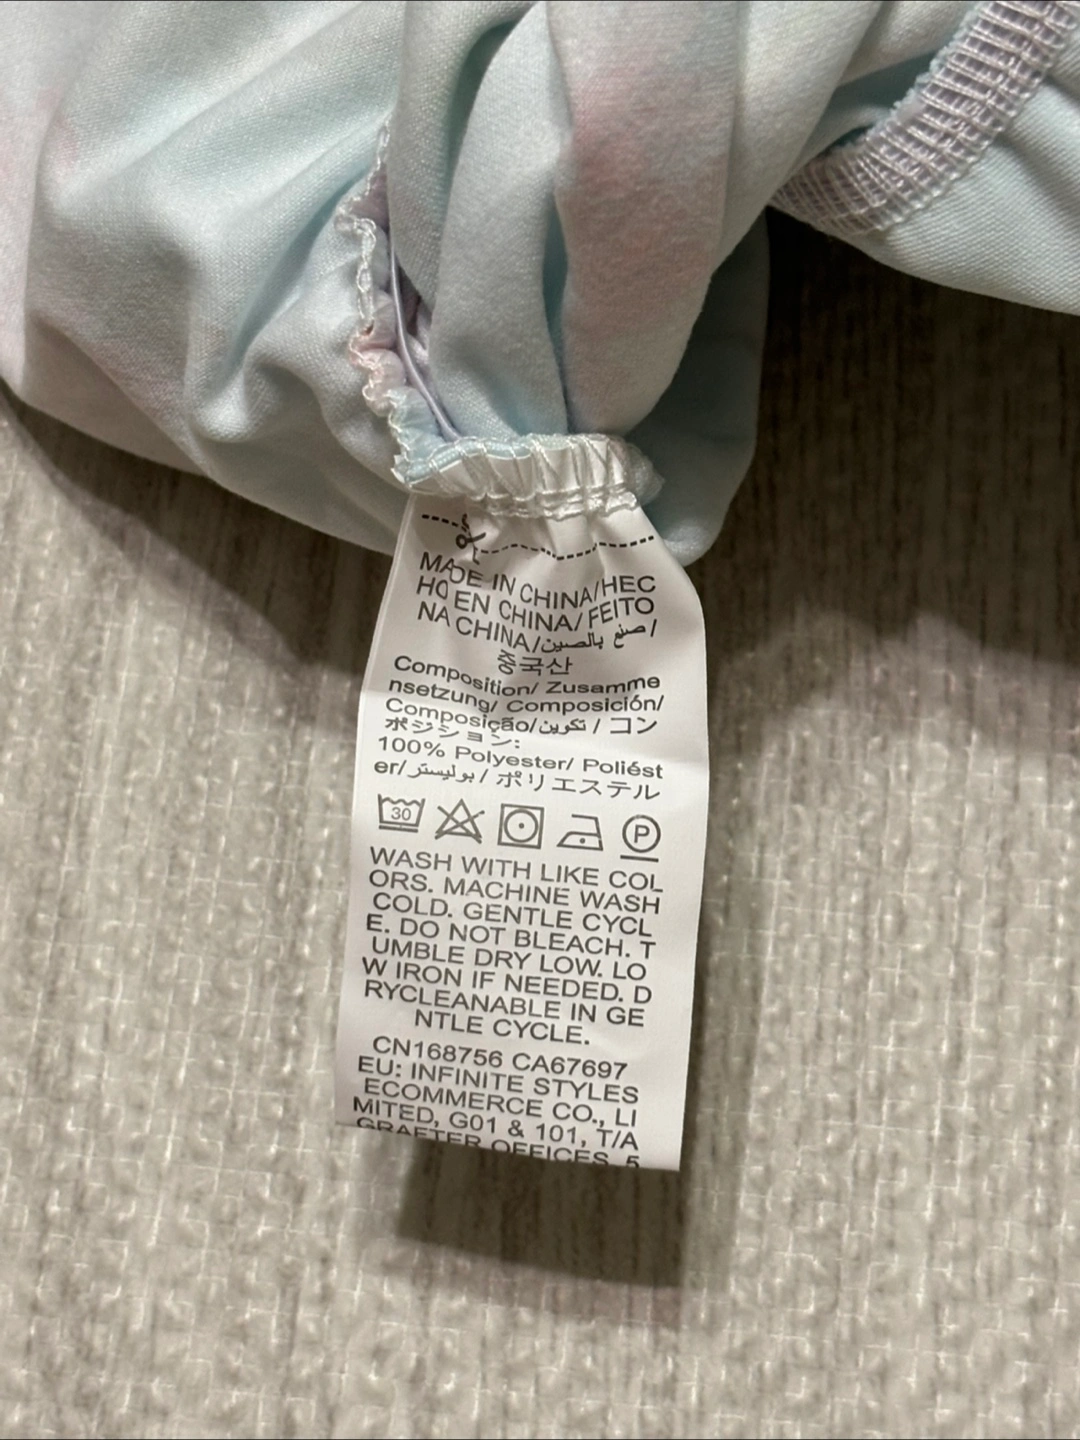 MADE IN CHINA/HEC
HO EN CHINA/ FEITO
NA CHINA/صنع بالصين/
중국산
Composition/ Zusamme
nsetzung/ Composición/
Composição/تكوين / コン
ポジション:
100% Polyester/ Poliést
er/بوليستر / ポリエステル
30
P
WASH WITH LIKE COL
ORS. MACHINE WASH
COLD. GENTLE CYCL
E. DO NOT BLEACH. T
UMBLE DRY LOW. LO
W IRON IF NEEDED. D
RYCLEANABLE IN GE
NTLE CYCLE.
CN168756 CA67697
EU: INFINITE STYLES
ECOMMERCE CO., LI
MITED, G01 & 101, T/A
GRAFTER OFFICES, 5